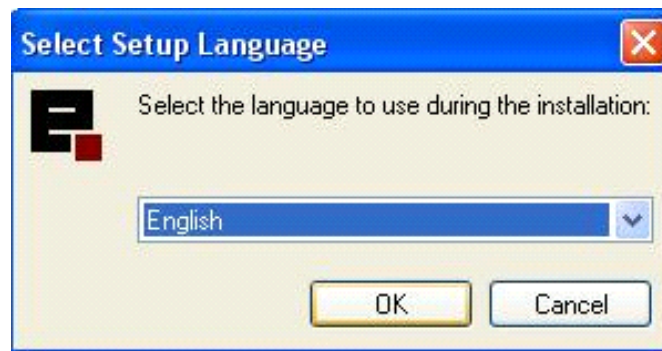 Select Setup Language
Select the language to use during the installation:
English
OK
Cancel